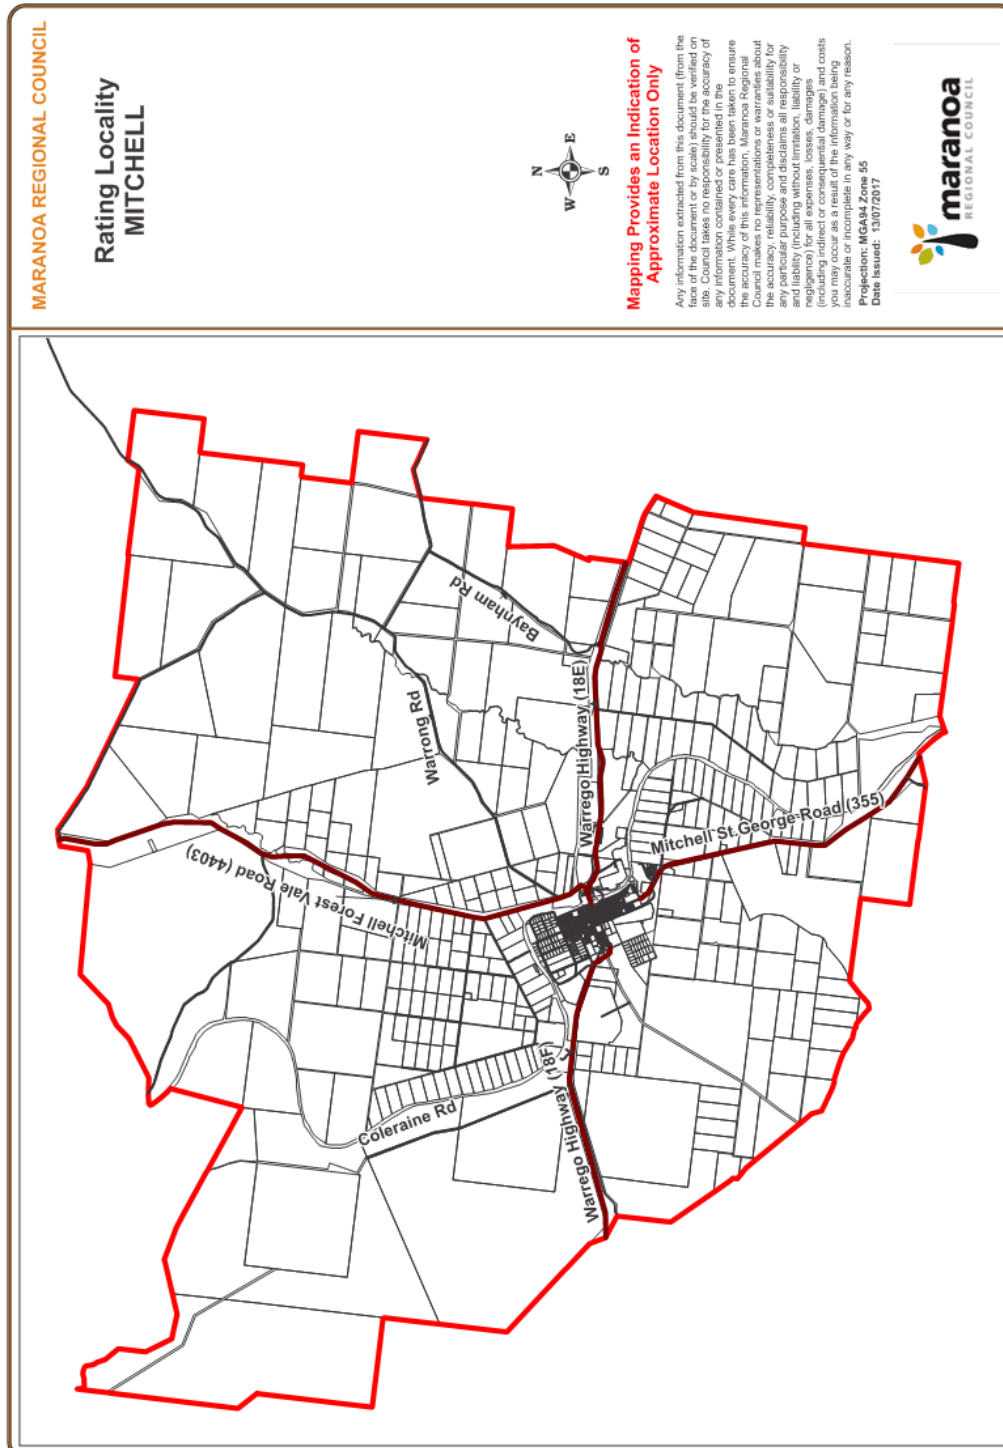 MARANOA REGIONAL COUNCIL
Rating Locality
MITCHELL
N
E
S
W
Mapping Provides an Indication of
Approximate Location Only
Any information extracted from this document (from the
face of the document or by scale) should be verified on
site. Council takes no responsibility for the accuracy of
any information contained or presented in the
document. While every care has been taken to ensure
the accuracy of this information, Maranoa Regional
Council makes no representations or warranties about
the accuracy, reliability, completeness or suitability for
any particular purpose and disclaims all responsibility
and liability (including without limitation, liability or
negligence) for all expenses, losses, damages
(including indirect or consequential damage) and costs
you may occur as a result of the information being
inaccurate or incomplete in any way or for any reason.
Projection: MGA94 Zone 55
Date Issued: 13/07/2017
maranoa
REGIONAL COUNCIL
Baynham Rd
Warrong Rd
Warrego Highway (18E)
Mitchell St George Road (355)
Mitchell Forest Vale Road (4403)
Coleraine Rd
Warrego Highway (18F)